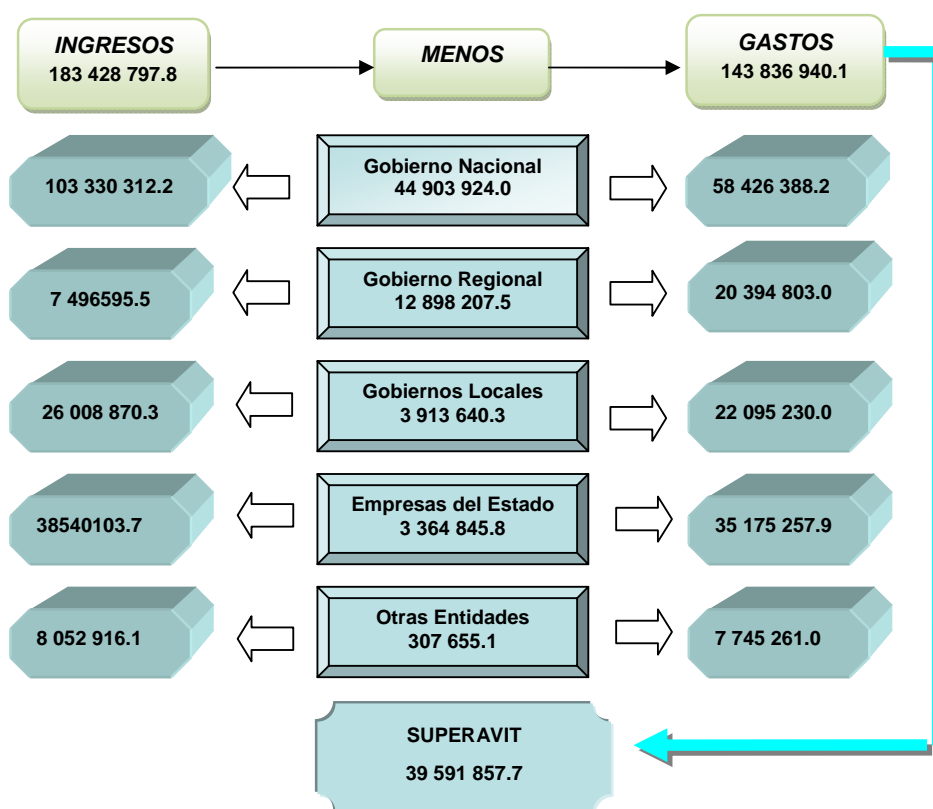 INGRESOS
183 428 797.8
MENOS
GASTOS
143 836 940.1
103 330 312.2
Gobierno Nacional
44 903 924.0
58 426 388.2
7 496595.5
Gobierno Regional
12 898 207.5
20 394 803.0
26 008 870.3
Gobiernos Locales
3 913 640.3
22 095 230.0
38540103.7
Empresas del Estado
3 364 845.8
35 175 257.9
8 052 916.1
Otras Entidades
307 655.1
7 745 261.0
SUPERAVIT
39 591 857.7